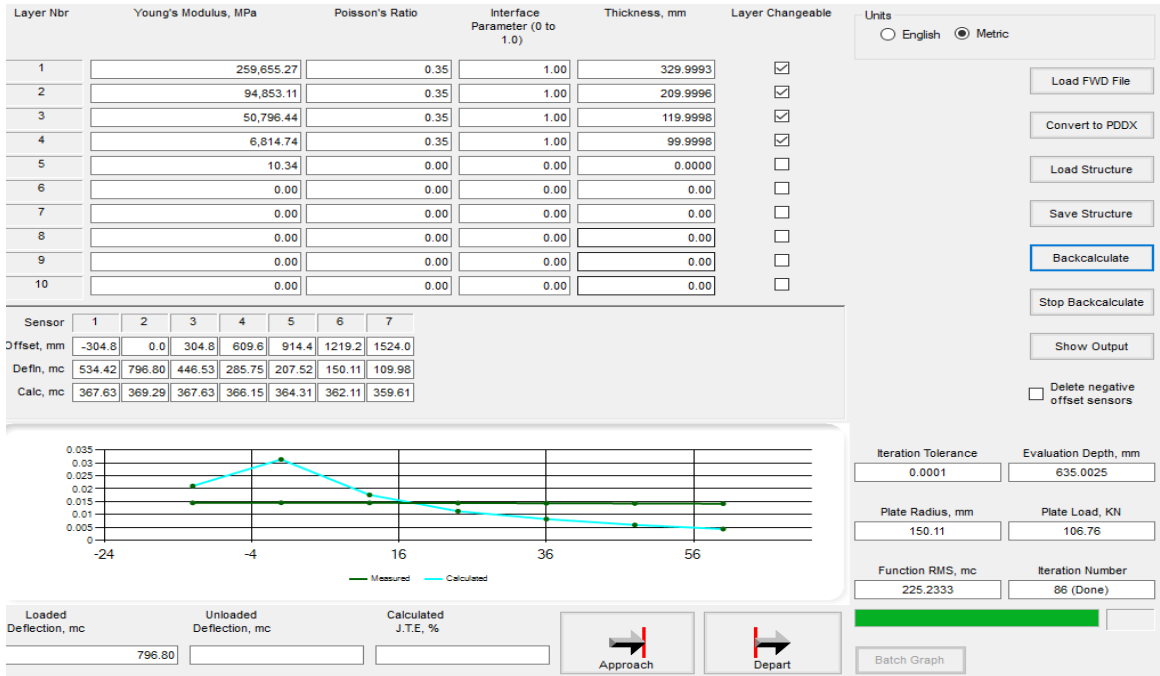 Layer Nbr Young's Modulus, MPa Poisson's Ratio Interface Parameter (0 to 1.0) Thickness, mm Layer Changeable
1 259,655.27 0.35 1.00 329.9993
2 94,853.11 0.35 1.00 209.9996
3 50,796.44 0.35 1.00 119.9998
4 6,814.74 0.35 1.00 99.9998
5 10.34 0.00 0.00 0.0000
6 0.00 0.00 0.00 0.00
7 0.00 0.00 0.00 0.00
8 0.00 0.00 0.00 0.00
9 0.00 0.00 0.00 0.00
10 0.00 0.00 0.00 0.00
Units
English Metric
Load FWD File
Convert to PDDX
Load Structure
Save Structure
Backcalculate
Stop Backcalculate
Show Output
Delete negative
offset sensors
Sensor 1 2 3 4 5 6 7
Offset, mm -304.8 0.0 304.8 609.6 914.4 1219.2 1524.0
Defln, mc 534.42 796.80 446.53 285.75 207.52 150.11 109.98
Calc, mc 367.63 369.29 367.63 366.15 364.31 362.11 359.61
0.035
0.03
0.025
0.02
0.015
0.01
0.005
0
-24 -4 16 36 56
Measured Calculated
Iteration Tolerance Evaluation Depth, mm
0.0001 635.0025
Plate Radius, mm Plate Load, KN
150.11 106.76
Function RMS, mc Iteration Number
225.2333 86 (Done)
Loaded Deflection, mc Unloaded Deflection, mc Calculated J.T.E, %
796.80
Approach Depart
Batch Graph